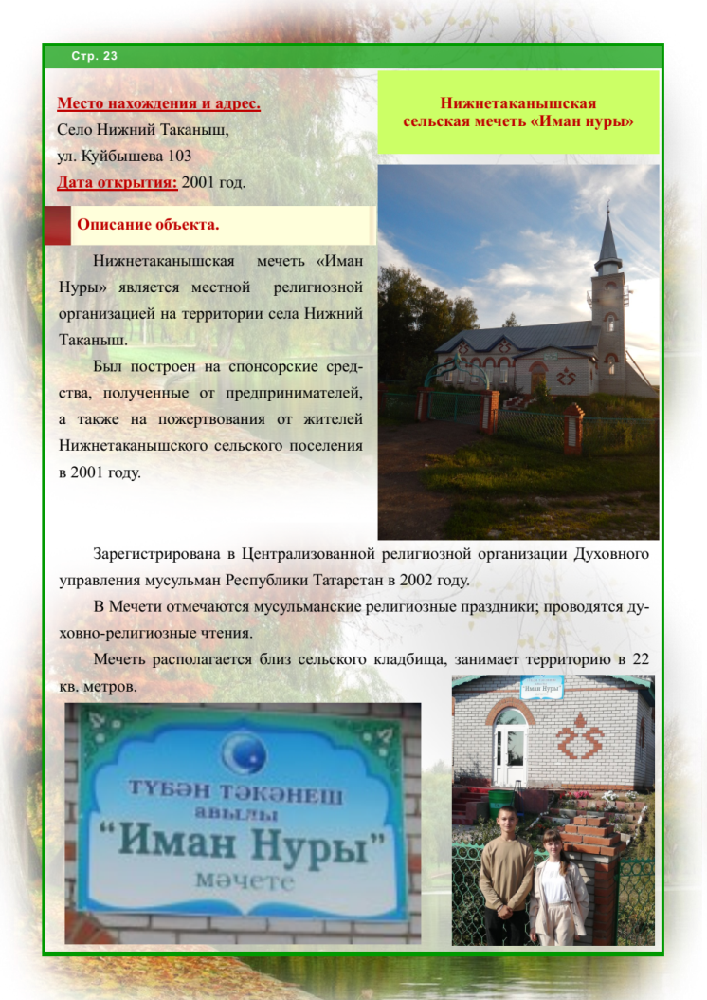 Стр. 23
Место нахождения и адрес.
Село Нижний Таканыш,
ул. Куйбышева 103
Дата открытия: 2001 год.
Нижнетаканышская
сельская мечеть «Иман нуры»
Описание объекта.
Нижнетаканышская мечеть «Иман
Нуры» является местной религиозной
организацией на территории села Нижний
Таканыш.
Был построен на спонсорские сред-
ства, полученные от предпринимателей,
а также на пожертвования от жителей
Нижнетаканышского сельского поселения
в 2001 году.
Зарегистрирована в Централизованной религиозной организации Духовного
управления мусульман Республики Татарстан в 2002 году.
В Мечети отмечаются мусульманские религиозные праздники; проводятся ду-
ховно-религиозные чтения.
Мечеть располагается близ сельского кладбища, занимает территорию в 22
кв. метров.
ТҮБӘН ТӘКӘНЕШ
авылы
“Иман Нуры”
мәчете
"Иман Нуры"